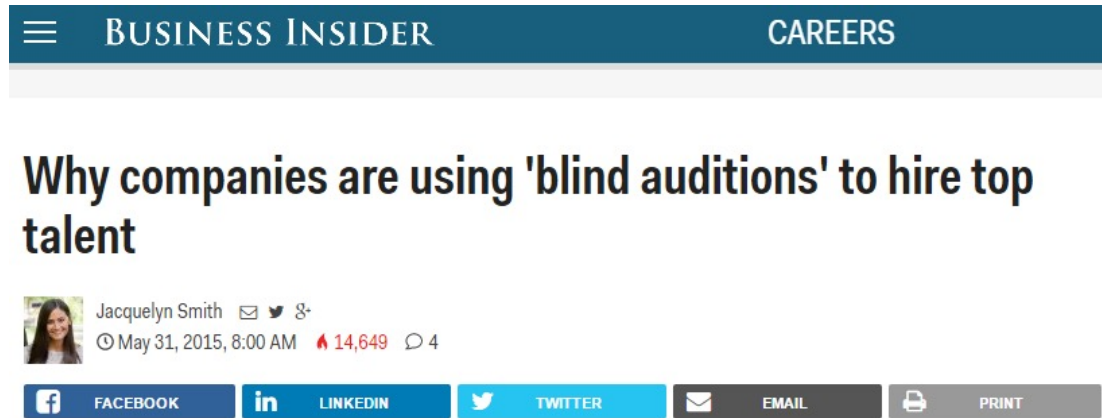 BUSINESS INSIDER CAREERS
Why companies are using 'blind auditions' to hire top
talent
Jacquelyn Smith
May 31, 2015, 8:00 AM 14,649 4
FACEBOOK LINKEDIN TWITTER EMAIL PRINT